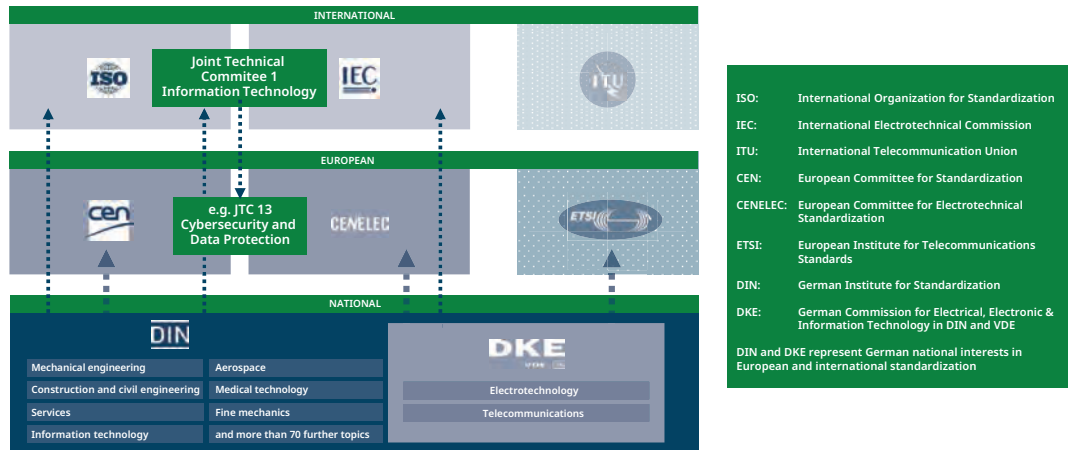 INTERNATIONAL
ISO
Joint Technical
Commitee 1
Information Technology
IEC
ITU
EUROPEAN
cen
e.g. JTC 13
Cybersecurity and
Data Protection
CENELEC
ETSI
NATIONAL
DIN
Mechanical engineering
Aerospace
Construction and civil engineering
Medical technology
Services
Fine mechanics
Information technology
and more than 70 further topics
DKE
VDE DIN
Electrotechnology
Telecommunications
ISO: International Organization for Standardization
IEC: International Electrotechnical Commission
ITU: International Telecommunication Union
CEN: European Committee for Standardization
CENELEC: European Committee for Electrotechnical
Standardization
ETSI: European Institute for Telecommunications
Standards
DIN: German Institute for Standardization
DKE: German Commission for Electrical, Electronic &
Information Technology in DIN and VDE
DIN and DKE represent German national interests in
European and international standardization